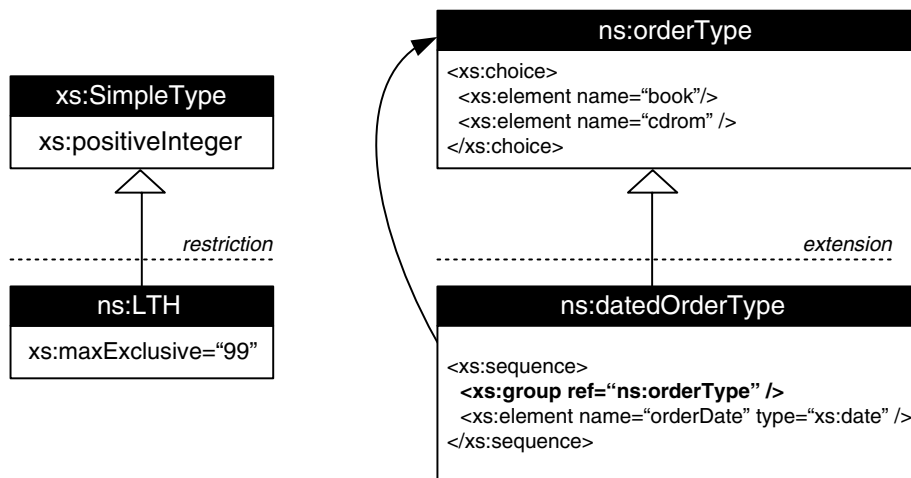 xs:SimpleType
xs:positiveInteger
restriction
ns:LTH
xs:maxExclusive=“99”
ns:orderType
<xs:choice>
<xs:element name=“book”/>
<xs:element name=“cdrom” />
</xs:choice>
extension
ns:datedOrderType
<xs:sequence>
<xs:group ref=“ns:orderType” />
<xs:element name=“orderDate” type=“xs:date” />
</xs:sequence>